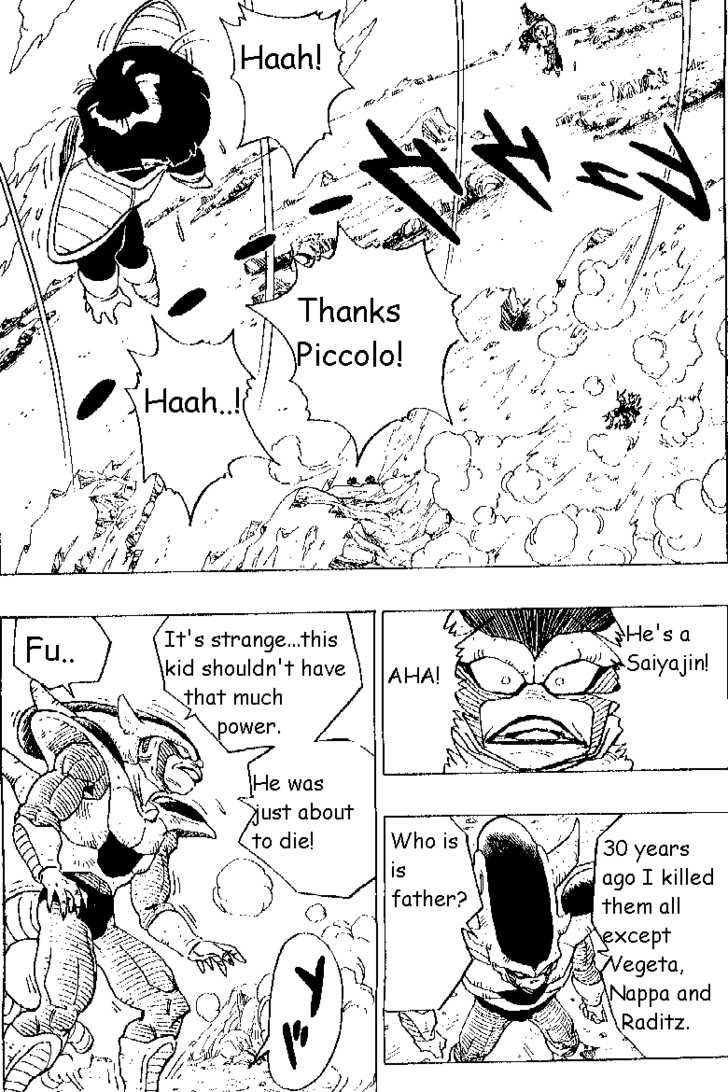 Haah!
Thanks
Piccolo!
Haah..!
He's a
Saiyajin!
AHA!
30 years
ago I killed
them all
except
Vegeta,
Nappa and
Raditz.
Who is
is
father?
It's strange...this
kid shouldn't have
that much
power.
He was
just about
to die!
Fu..